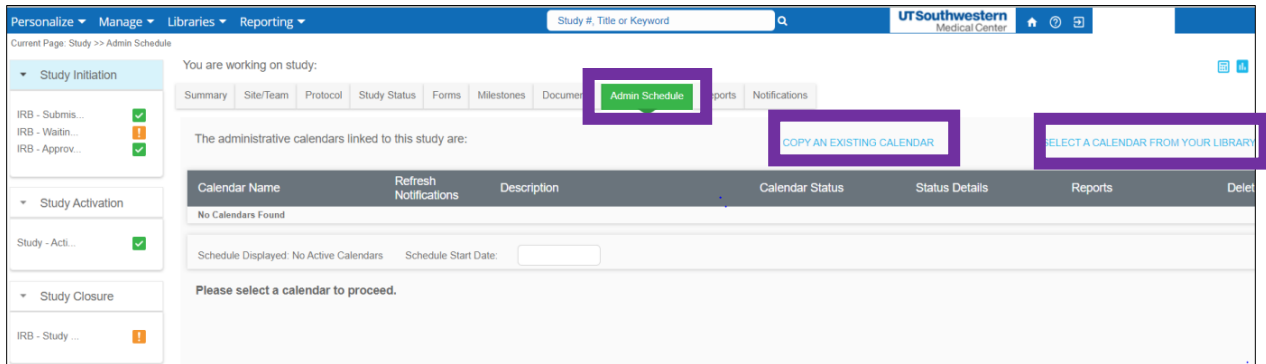 Personalize Manage Libraries Reporting Study #, Title or Keyword UTSouthwestern
Medical Center
Current Page: Study >> Admin Schedule
Study Initiation
IRB - Submis...
IRB - Waitin...
IRB - Approv...
Study Activation
Study - Acti...
Study Closure
IRB - Study ...
You are working on study:
Summary Site/Team Protocol Study Status Forms Milestones Documen Admin Schedule eports Notifications
The administrative calendars linked to this study are: COPY AN EXISTING CALENDAR SELECT A CALENDAR FROM YOUR LIBRARY
Calendar Name Refresh Notifications Description Calendar Status Status Details Reports Delet
No Calendars Found
Schedule Displayed: No Active Calendars Schedule Start Date:
Please select a calendar to proceed.